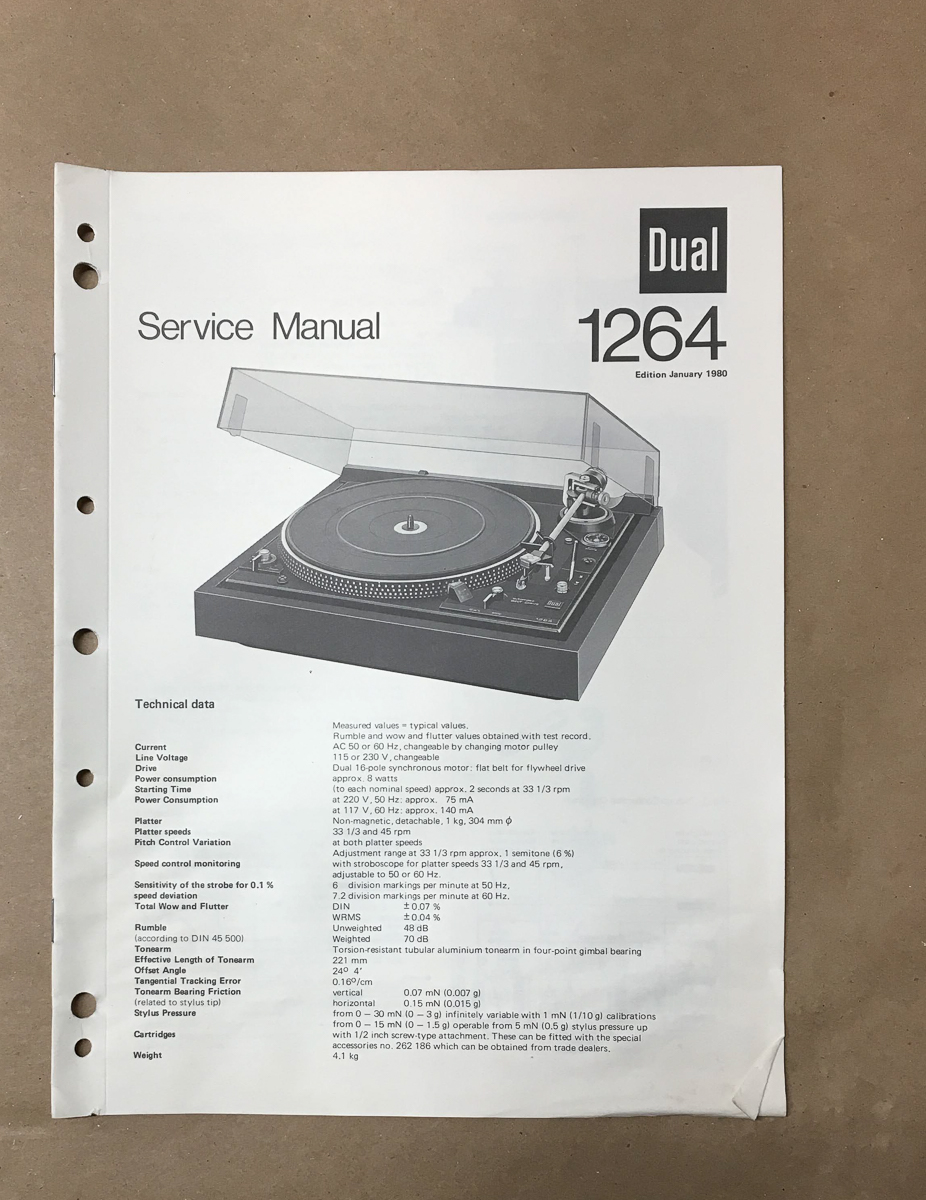 Dual
Service Manual
1264
Edition January 1980
Dual
Technical data
Measured values = typical values.
Rumble and wow and flutter values obtained with test record.
Current AC 50 or 60 Hz, changeable by changing motor pulley
Line Voltage 115 or 230 V, changeable
Drive Dual 16-pole synchronous motor: flat belt for flywheel drive
Power consumption approx. 8 watts
Starting Time (to each nominal speed) approx. 2 seconds at 33 1/3 rpm
Power Consumption at 220 V, 50 Hz: approx. 75 mA
at 117 V, 60 Hz: approx. 140 mA
Platter Non-magnetic, detachable, 1 kg, 304 mm ϕ
Platter speeds 33 1/3 and 45 rpm
Pitch Control Variation at both platter speeds
Adjustment range at 33 1/3 rpm approx. 1 semitone (6 %)
Speed control monitoring with stroboscope for platter speeds 33 1/3 and 45 rpm,
adjustable to 50 or 60 Hz.
Sensitivity of the strobe for 0.1 % 6 division markings per minute at 50 Hz,
speed deviation 7.2 division markings per minute at 60 Hz.
Total Wow and Flutter DIN ± 0.07 %
WRMS ± 0.04 %
Rumble Unweighted 48 dB
(according to DIN 45 500) Weighted 70 dB
Tonearm Torsion-resistant tubular aluminium tonearm in four-point gimbal bearing
Effective Length of Tonearm 221 mm
Offset Angle 24° 4'
Tangential Tracking Error 0.16°/cm
Tonearm Bearing Friction vertical 0.07 mN (0.007 g)
(related to stylus tip) horizontal 0.15 mN (0.015 g)
Stylus Pressure from 0 – 30 mN (0 – 3 g) infinitely variable with 1 mN (1/10 g) calibrations
from 0 – 15 mN (0 – 1.5 g) operable from 5 mN (0.5 g) stylus pressure up
Cartridges with 1/2 inch screw-type attachment. These can be fitted with the special
accessories no. 262 186 which can be obtained from trade dealers.
Weight 4.1 kg